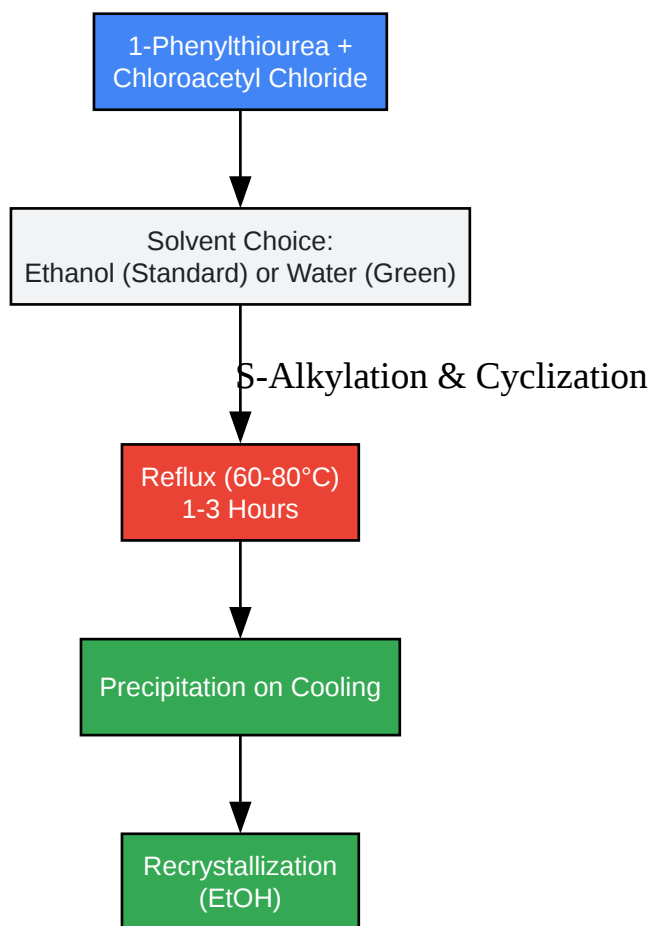 1-Phenylthiourea +
Chloroacetyl Chloride
Solvent Choice:
Ethanol (Standard) or Water (Green)
S-Alkylation & Cyclization
Reflux (60-80°C)
1-3 Hours
Precipitation on Cooling
Recrystallization
(EtOH)